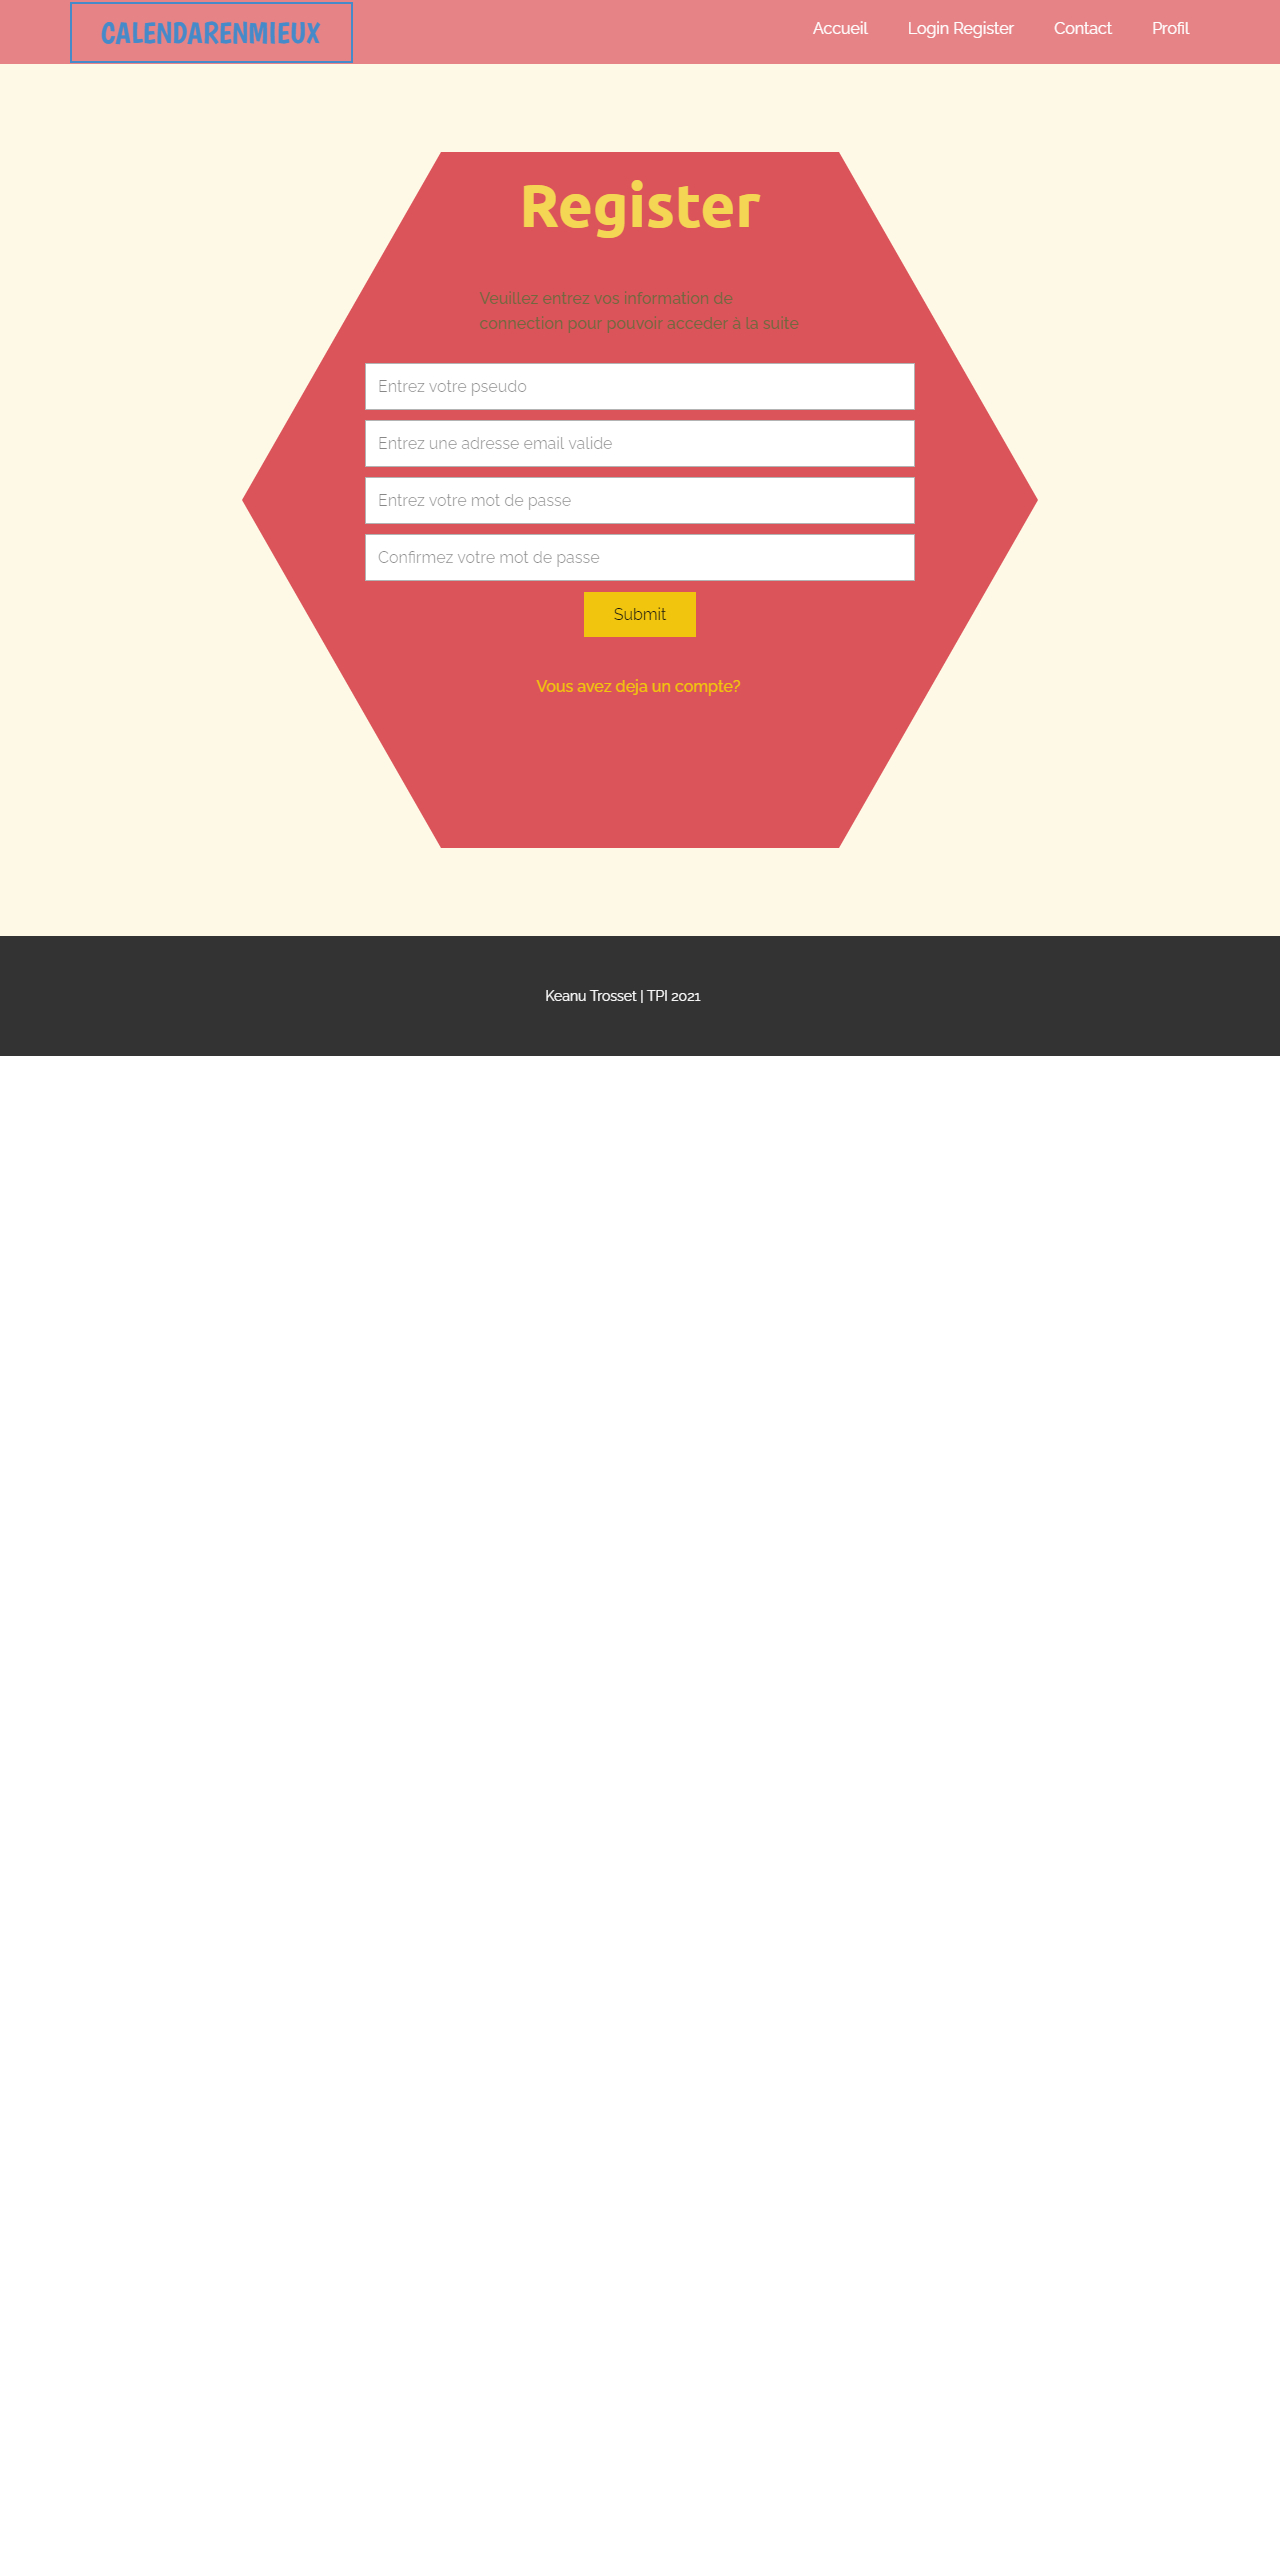 CALENDARENMIEUX
Accueil Login Register Contact Profil
Register
Veuillez entrez vos information de
connection pour pouvoir acceder à la suite
Entrez votre pseudo
Entrez une adresse email valide
Entrez votre mot de passe
Confirmez votre mot de passe
Submit
Vous avez deja un compte?
Keanu Trosset | TPI 2021